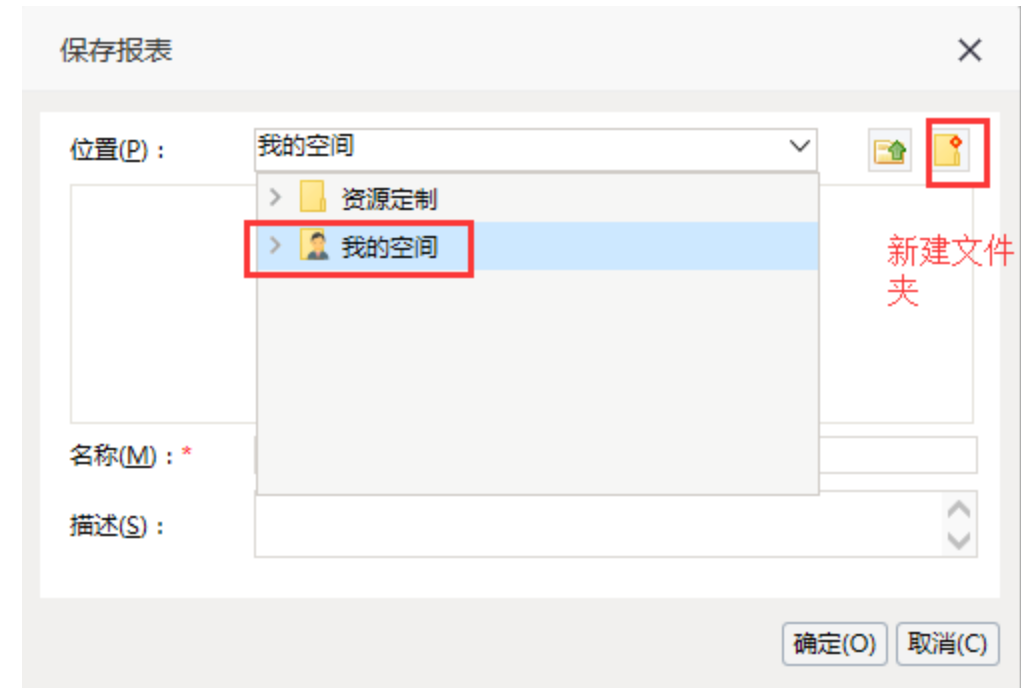 保存报表
位置(P)：
我的空间
资源定制
我的空间
新建文件
夹
名称(M)：*
描述(S)：
确定(O)
取消(C)